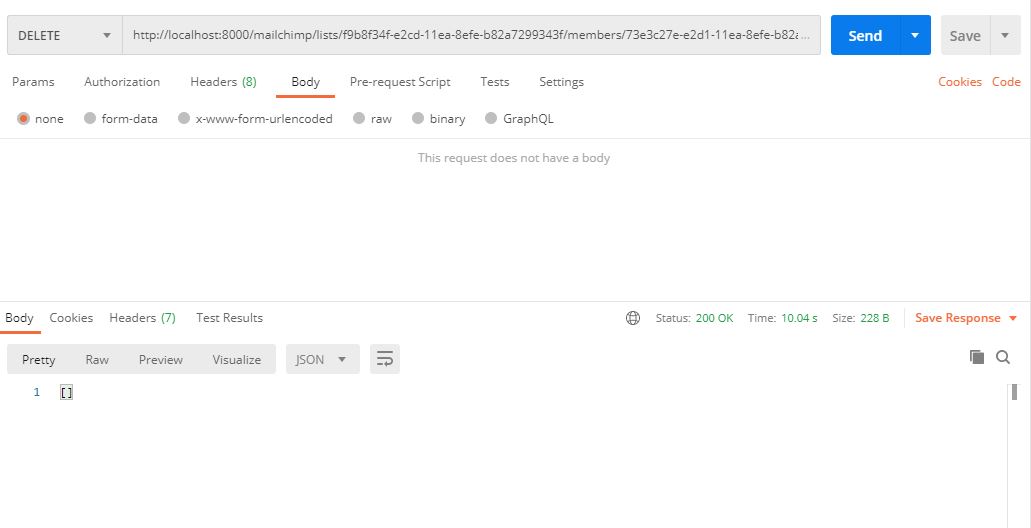 DELETE http://localhost:8000/mailchimp/lists/f9b8f34f-e2cd-11ea-8efe-b82a7299343f/members/73e3c27e-e2d1-11ea-8efe-b82a... Send Save
Params Authorization Headers (8) Body Pre-request Script Tests Settings Cookies Code
none form-data x-www-form-urlencoded raw binary GraphQL
This request does not have a body
Body Cookies Headers (7) Test Results Status: 200 OK Time: 10.04 s Size: 228 B Save Response
Pretty Raw Preview Visualize JSON
1 []